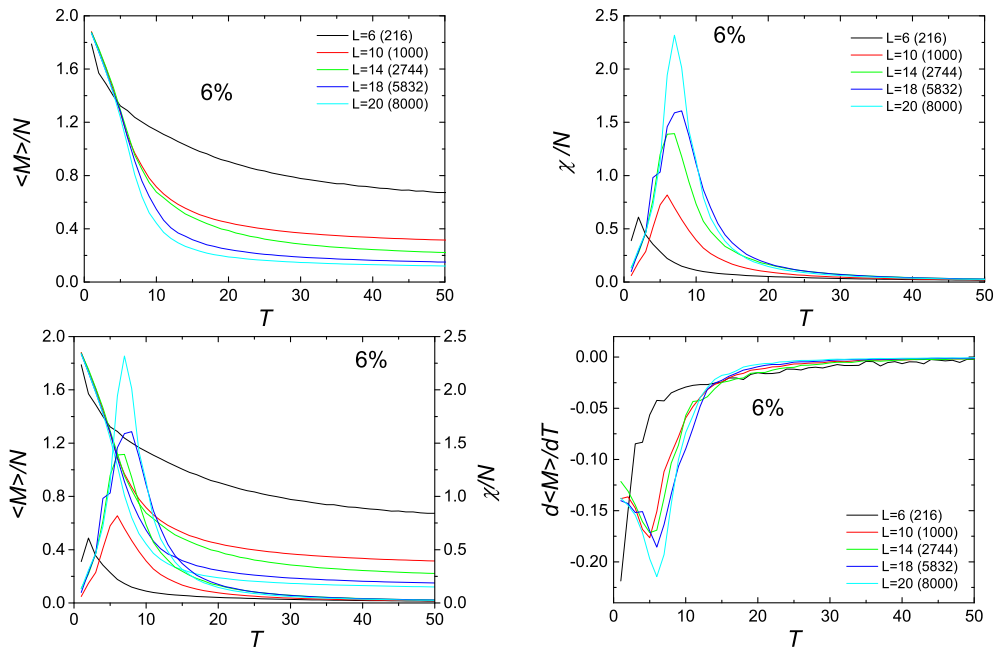 2.0
1.6
1.2
0.8
0.4
0.0
<M>/N
6%
L=6 (216)
L=10 (1000)
L=14 (2744)
L=18 (5832)
L=20 (8000)
0 10 20 30 40 50
T
2.5
2.0
1.5
1.0
0.5
0.0
χ/N
6%
L=6 (216)
L=10 (1000)
L=14 (2744)
L=18 (5832)
L=20 (8000)
0 10 20 30 40 50
T
2.0
1.6
1.2
0.8
0.4
0.0
<M>/N
6%
2.5
2.0
1.5
1.0
0.5
0.0
χ/N
0 10 20 30 40 50
T
0.00
-0.05
-0.10
-0.15
-0.20
d<M>/dT
6%
L=6 (216)
L=10 (1000)
L=14 (2744)
L=18 (5832)
L=20 (8000)
0 10 20 30 40 50
T